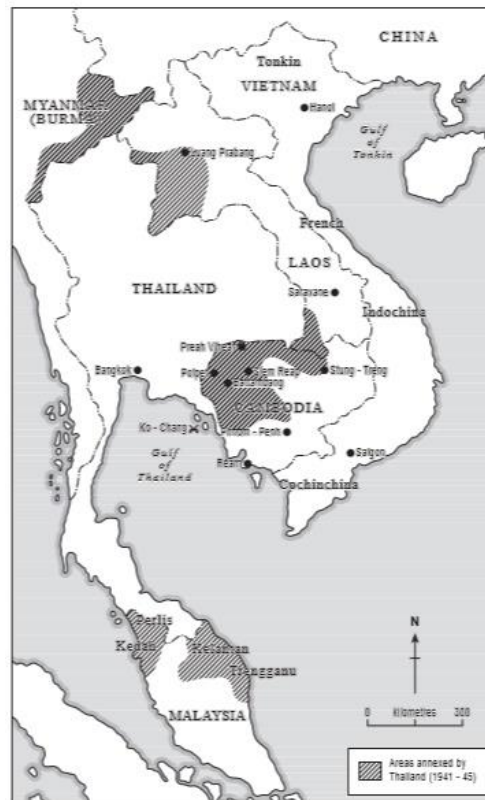 CHINA
Tonkin
VIETNAM
Hanoi
MYANMAR
(BURMA)
Gulf
of
Tonkin
Luang Prabang
French
LAOS
THAILAND
Saravane
Indochina
Preah Vihear
Bangkok
Siem Reap
Stung - Treng
Battambang
CAMBODIA
Ko - Chang
Phnom - Penh
Gulf
of
Thailand
Ream
Saigon
Cochinchina
Perlis
Kedah
Kelantan
Trengganu
MALAYSIA
N
0 Kilometres 300
Areas annexed by
Thailand (1941 - 45)